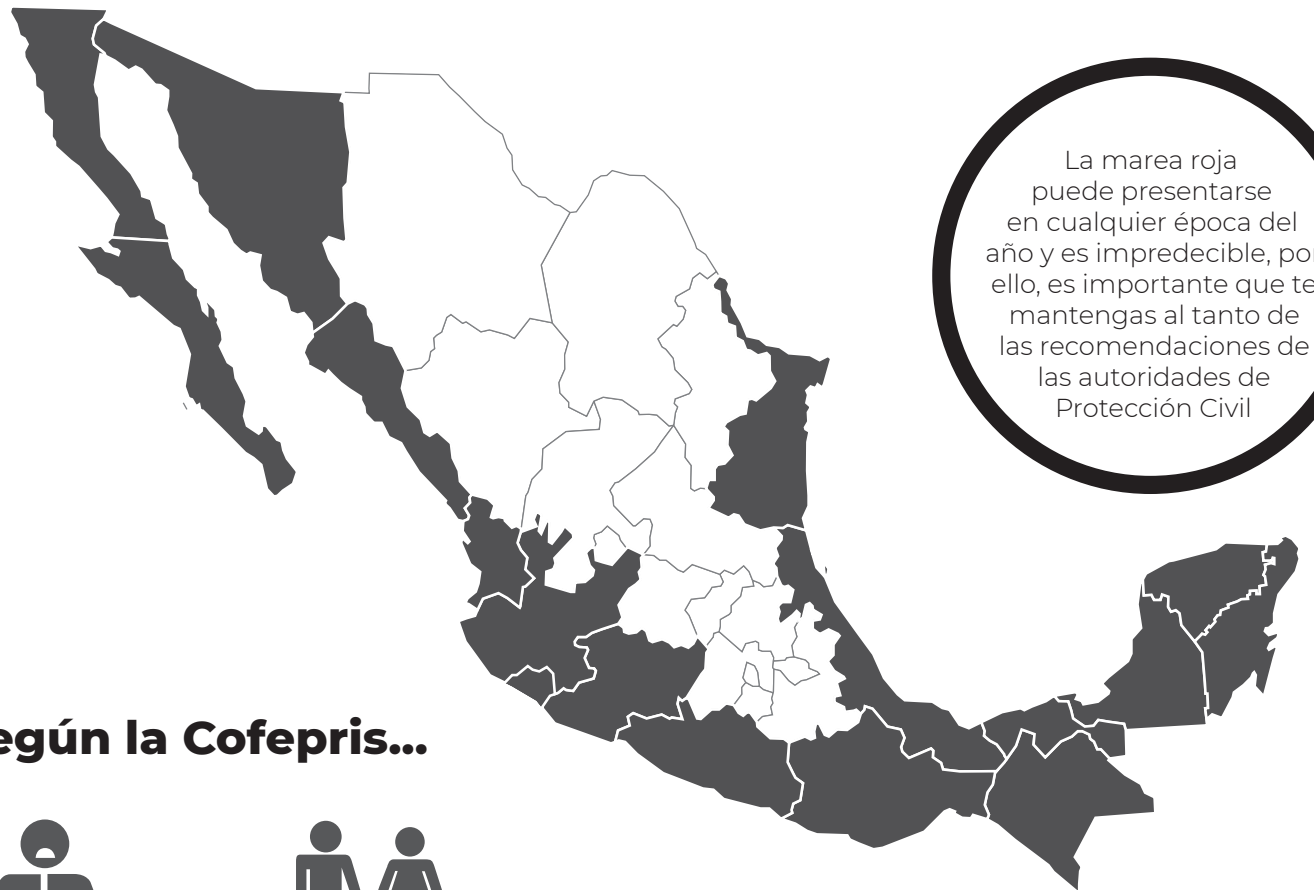 La marea roja
puede presentarse
en cualquier época del
año y es impredecible, por
ello, es importante que te
mantengas al tanto de
las recomendaciones de
las autoridades de
Protección Civil
egún la Cofepris...